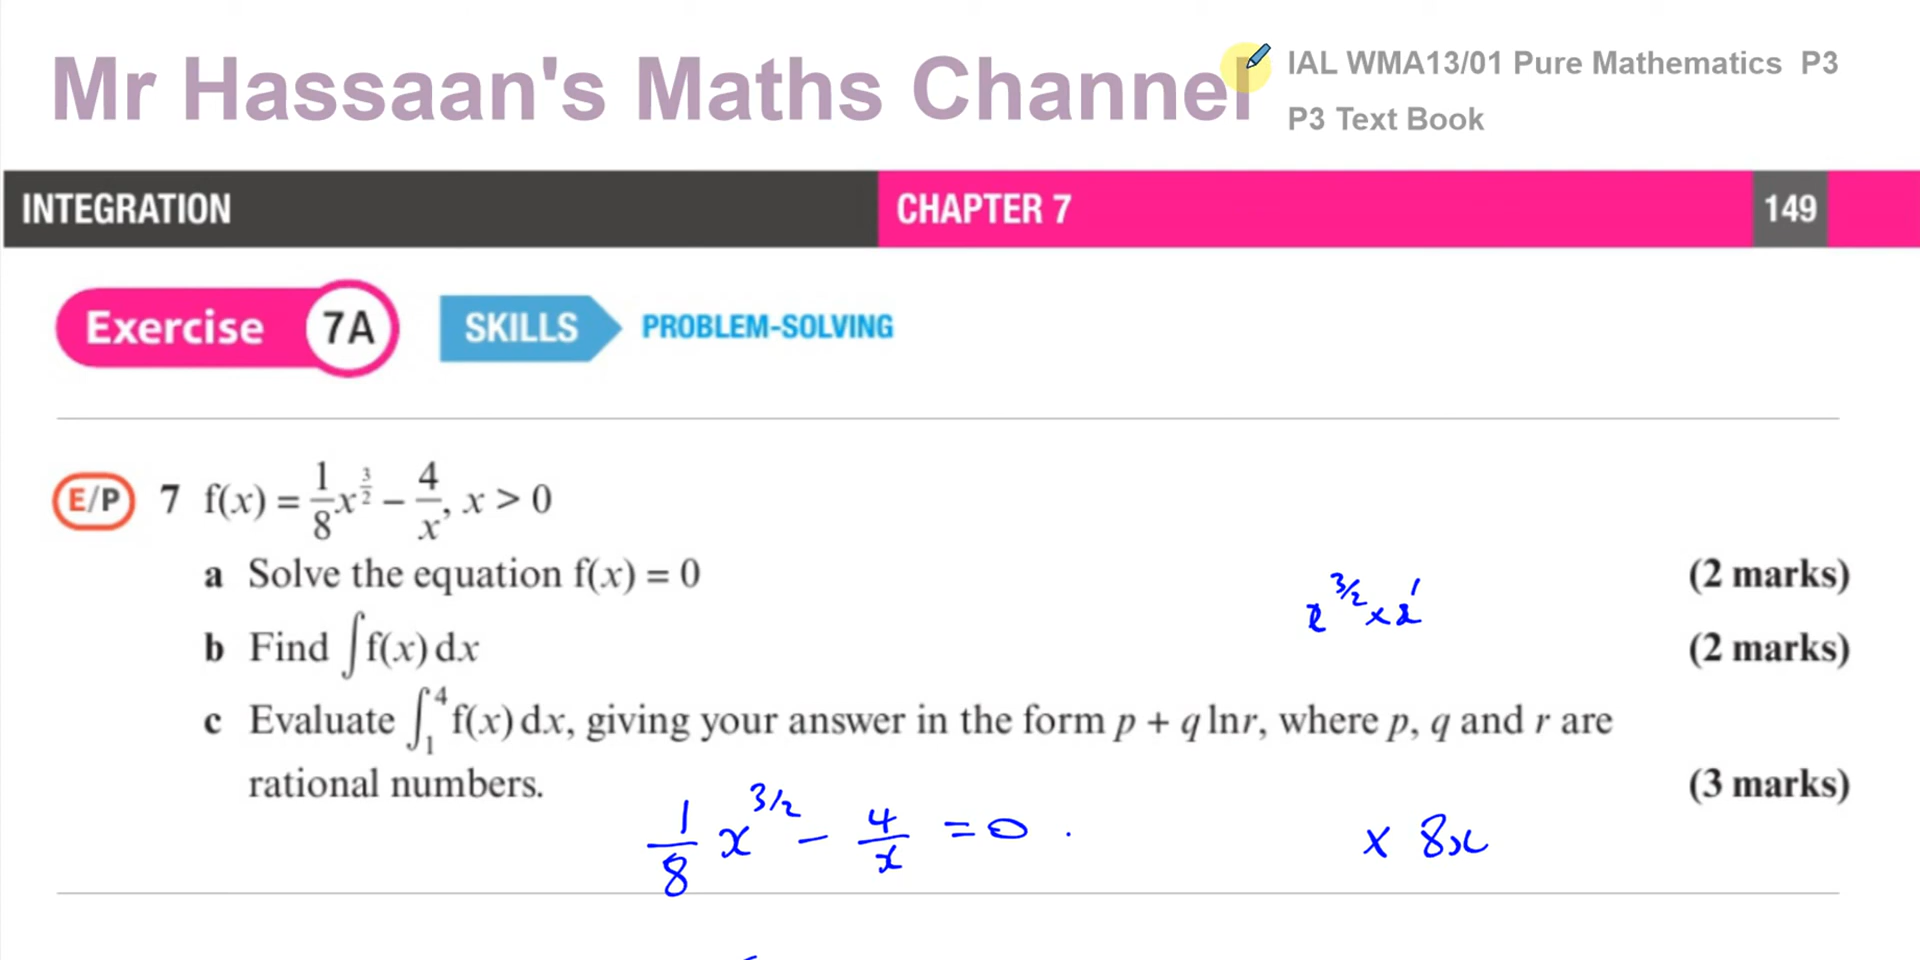 Mr Hassaan's Maths Channel
IAL WMA13/01 Pure Mathematics P3
P3 Text Book
INTEGRATION
CHAPTER 7
149
Exercise 7A SKILLS PROBLEM-SOLVING
E/P 7 f(x) = 1/8 x^(3/2) − 4/x, x > 0
a Solve the equation f(x) = 0 (2 marks)
x^(3/2) × x^1
b Find ∫f(x) dx (2 marks)
c Evaluate ∫₁⁴ f(x) dx, giving your answer in the form p + q lnr, where p, q and r are
rational numbers. (3 marks)
1/8 x^(3/2) − 4/x = 0 . × 8x